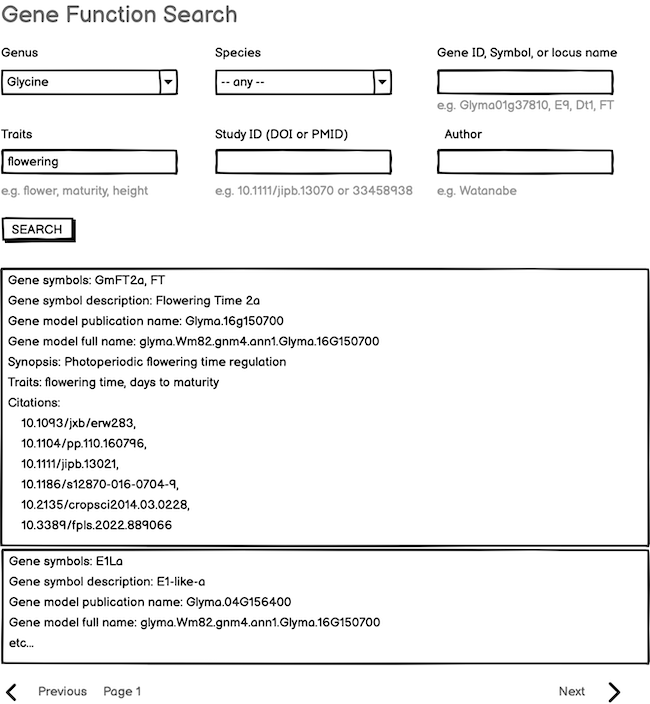 Gene Function Search
Genus Species Gene ID, Symbol, or locus name
Glycine -- any --
e.g. Glyma01g37810, E9, Dt1, FT
Traits Study ID (DOI or PMID) Author
flowering
e.g. flower, maturity, height e.g. 10.1111/jipb.13070 or 33458938 e.g. Watanabe
SEARCH
Gene symbols: GmFT2a, FT
Gene symbol description: Flowering Time 2a
Gene model publication name: Glyma.16g150700
Gene model full name: glyma.Wm82.gnm4.ann1.Glyma.16G150700
Synopsis: Photoperiodic flowering time regulation
Traits: flowering time, days to maturity
Citations:
10.1093/jxb/erw283,
10.1104/pp.110.160796,
10.1111/jipb.13021,
10.1186/s12870-016-0704-9,
10.2135/cropsci2014.03.0228,
10.3389/fpls.2022.889066
Gene symbols: E1La
Gene symbol description: E1-like-a
Gene model publication name: Glyma.04G156400
Gene model full name: glyma.Wm82.gnm4.ann1.Glyma.16G150700
etc...
Previous Page 1 Next